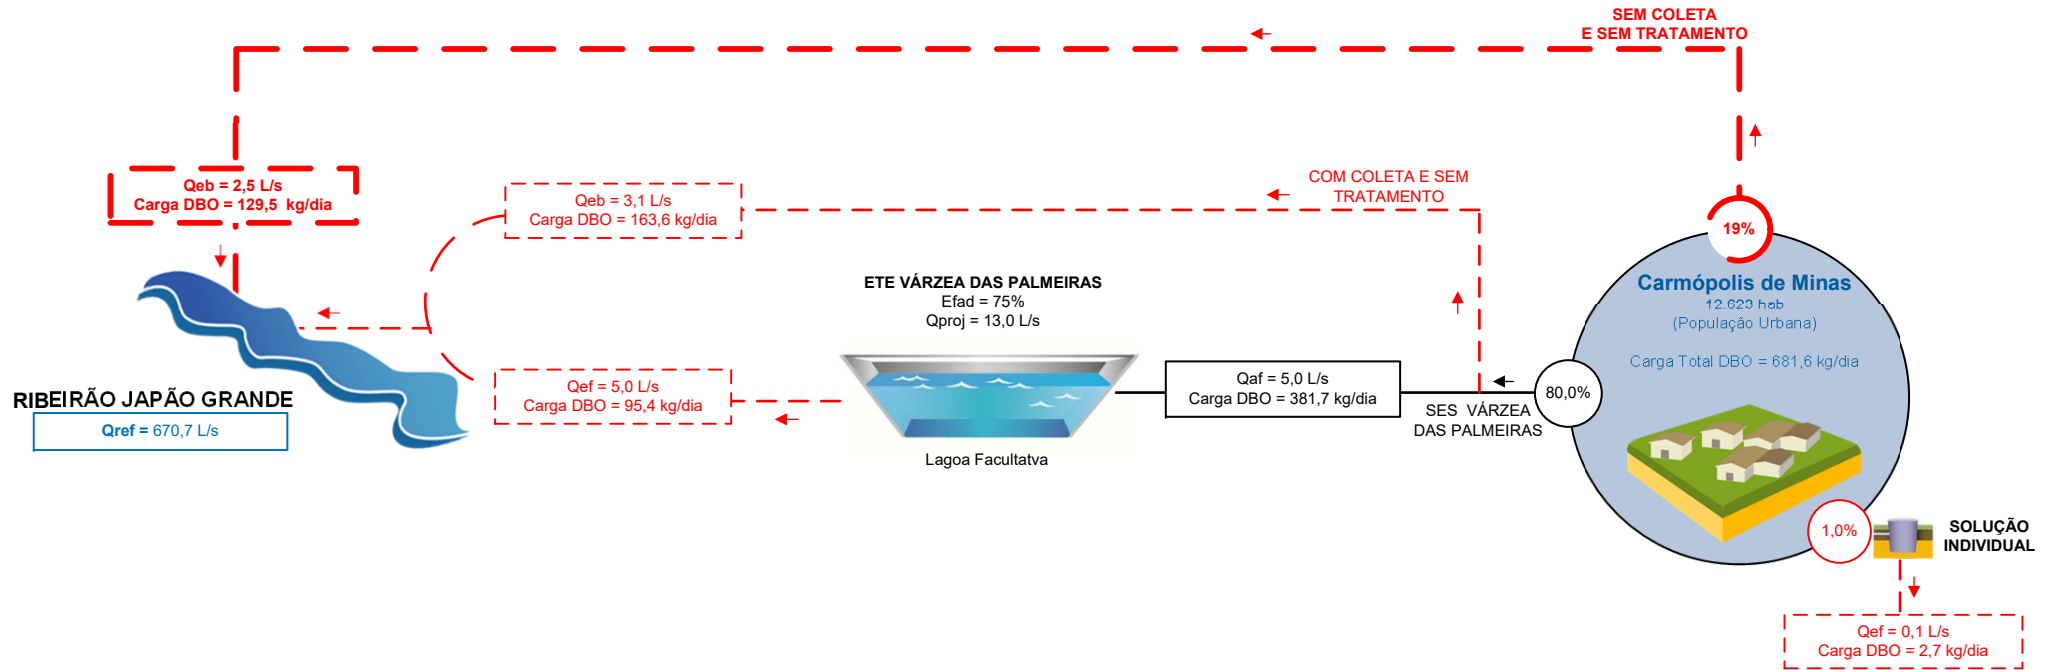 SEM COLETA
E SEM TRATAMENTO
Qeb = 2,5 L/s
Carga DBO = 129,5 kg/dia
Qeb = 3,1 L/s
Carga DBO = 163,6 kg/dia
COM COLETA E SEM
TRATAMENTO
19%
Carmópolis de Minas
12.623 hab
(População Urbana)
Carga Total DBO = 681,6 kg/dia
ETE VÁRZEA DAS PALMEIRAS
Efad = 75%
Qproj = 13,0 L/s
Qaf = 5,0 L/s
Carga DBO = 381,7 kg/dia
80,0%
SES VÁRZEA
DAS PALMEIRAS
Qef = 5,0 L/s
Carga DBO = 95,4 kg/dia
Lagoa Facultatva
RIBEIRÃO JAPÃO GRANDE
Qref = 670,7 L/s
1,0%
SOLUÇÃO
INDIVIDUAL
Qef = 0,1 L/s
Carga DBO = 2,7 kg/dia